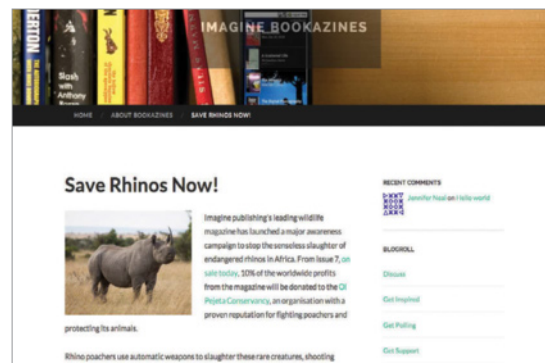 IMAGINE BOOKAZINES
Slash
with
Anthony
HOME / ABOUT BOOKAZINES / SAVE RHINOS NOW!
Save Rhinos Now!
Imagine publishing's leading wildlife
magazine has launched a major awareness
campaign to stop the senseless slaughter of
endangered rhinos in Africa. From issue 7, on
sale today, 10% of the worldwide profits
from the magazine will be donated to the Ol
Pejeta Conservancy, an organisation with a
proven reputation for fighting poachers and
protecting its animals.
Rhino poachers use automatic weapons to slaughter these rare creatures, shooting
RECENT COMMENTS
Jennifer Neal on Hello world
BLOGROLL
Discuss
Get Inspired
Get Polling
Get Support